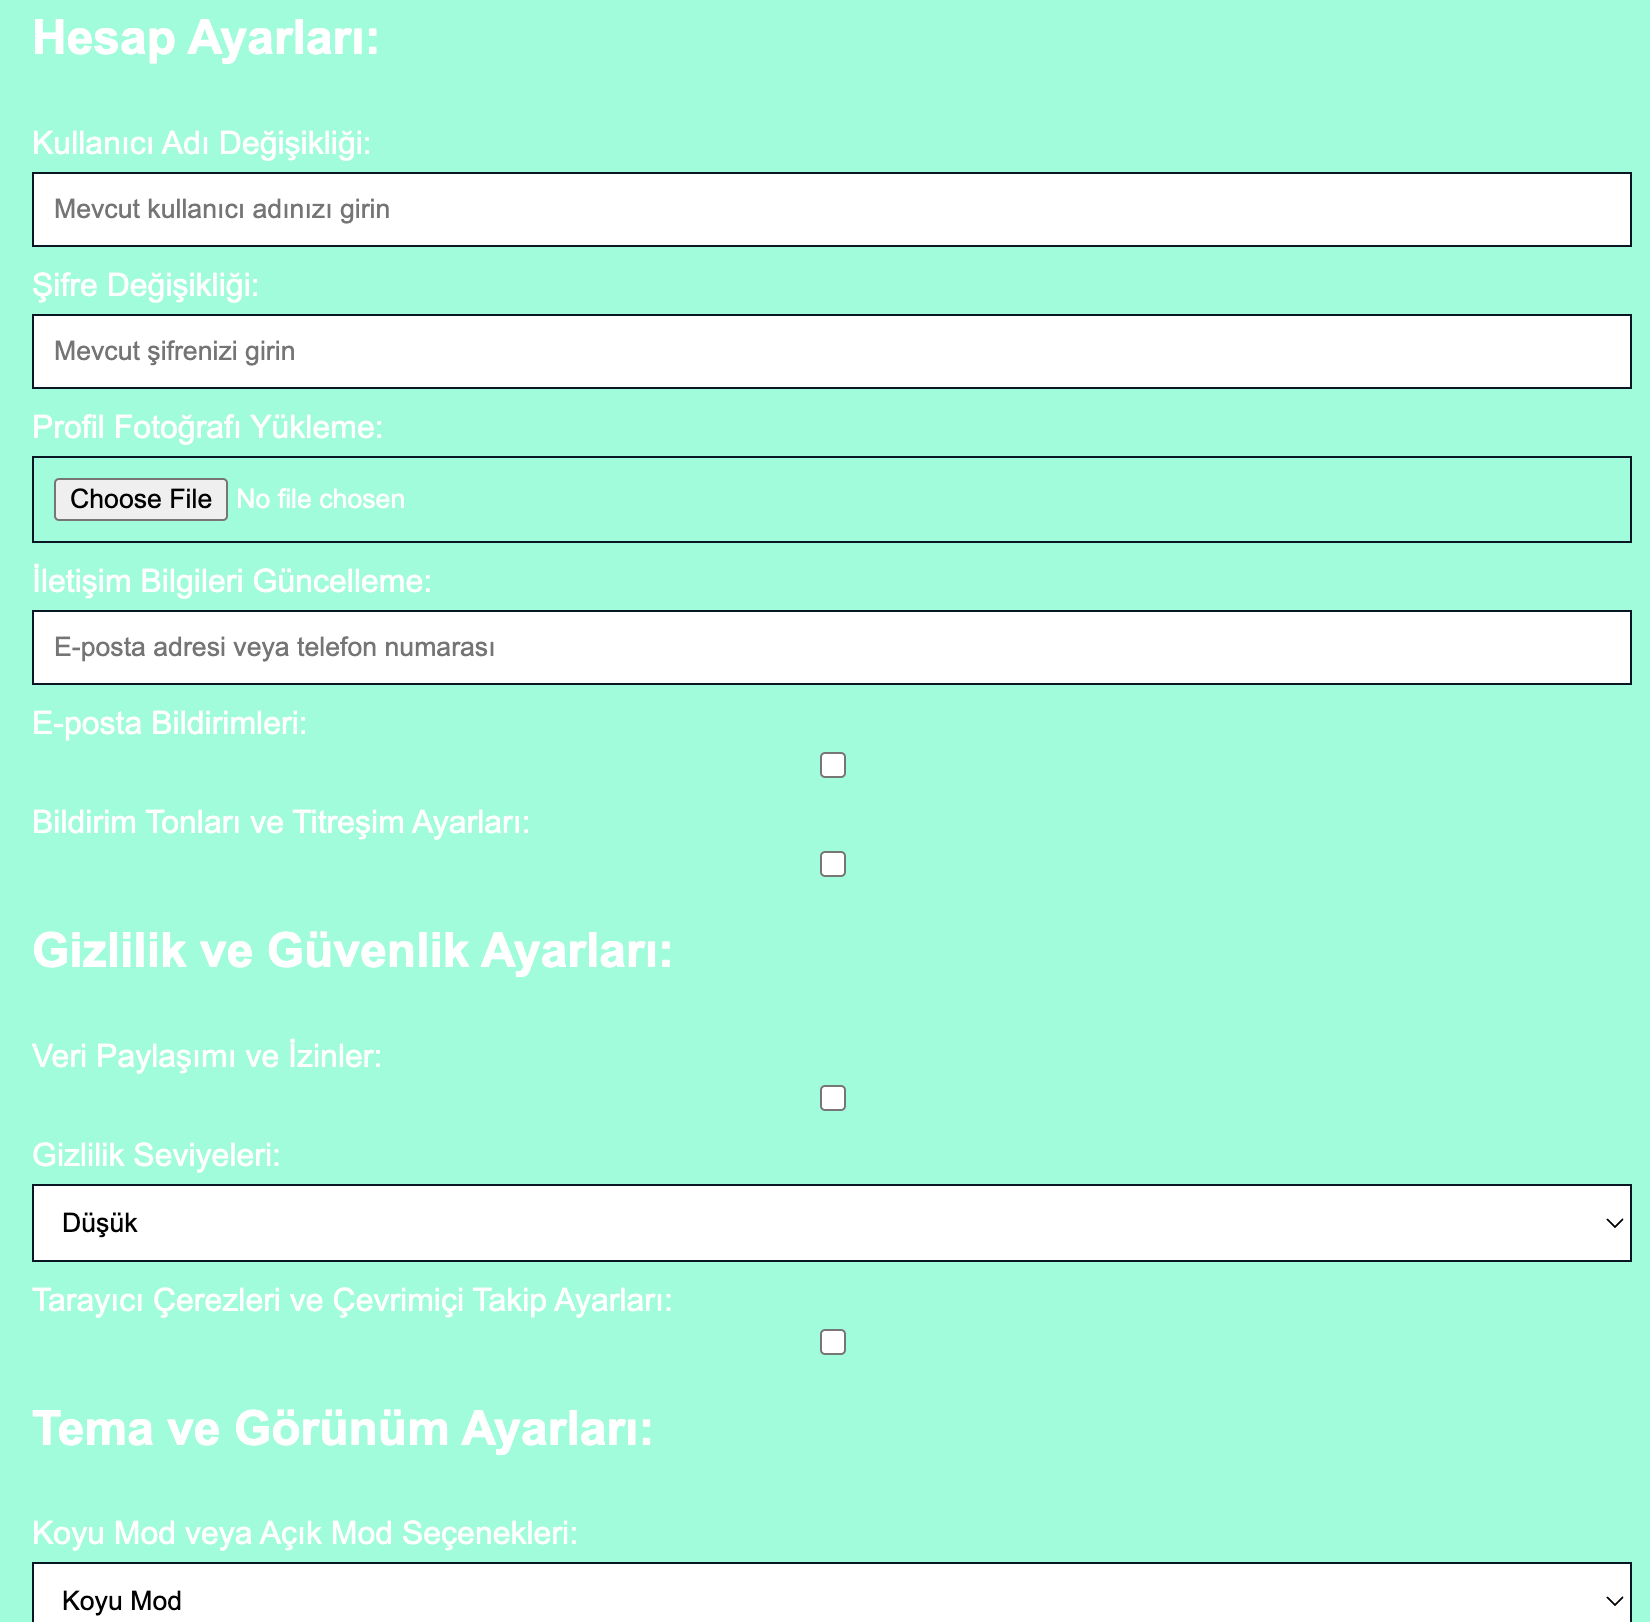 Hesap Ayarları:
Kullanıcı Adı Değişikliği:
Mevcut kullanıcı adınızı girin
Şifre Değişikliği:
Mevcut şifrenizi girin
Profil Fotoğrafı Yükleme:
Choose File No file chosen
İletişim Bilgileri Güncelleme:
E-posta adresi veya telefon numarası
E-posta Bildirimleri:
Bildirim Tonları ve Titreşim Ayarları:
Gizlilik ve Güvenlik Ayarları:
Veri Paylaşımı ve İzinler:
Gizlilik Seviyeleri:
Düşük
Tarayıcı Çerezleri ve Çevrimiçi Takip Ayarları:
Tema ve Görünüm Ayarları:
Koyu Mod veya Açık Mod Seçenekleri:
Koyu Mod